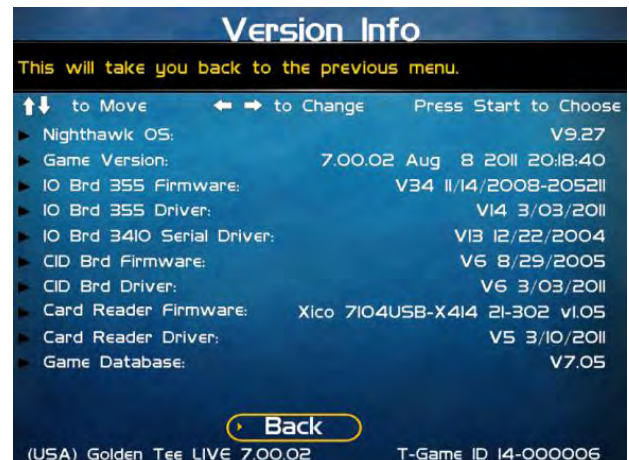 Version Info
This will take you back to the previous menu.
to Move to Change Press Start to Choose
Nighthawk OS: V9.27
Game Version: 7.00.02 Aug 8 2011 20:18:40
IO Brd 355 Firmware: V34 11/14/2008-205211
IO Brd 355 Driver: V14 3/03/2011
IO Brd 3410 Serial Driver: V13 12/22/2004
CID Brd Firmware: V6 8/29/2005
CID Brd Driver: V6 3/03/2011
Card Reader Firmware: Xico 7104USB-X414 21-302 v1.05
Card Reader Driver: V5 3/10/2011
Game Database: V7.05
Back
(USA) Golden Tee LIVE 7.00.02 T-Game ID 14-000006